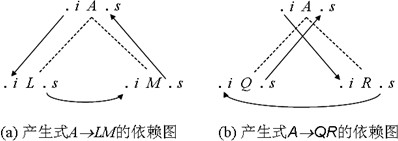 .i A .s .i A .s
.i L .s .i M .s .i Q .s .i R .s
(a) 产生式A→LM的依赖图 (b) 产生式A→QR的依赖图